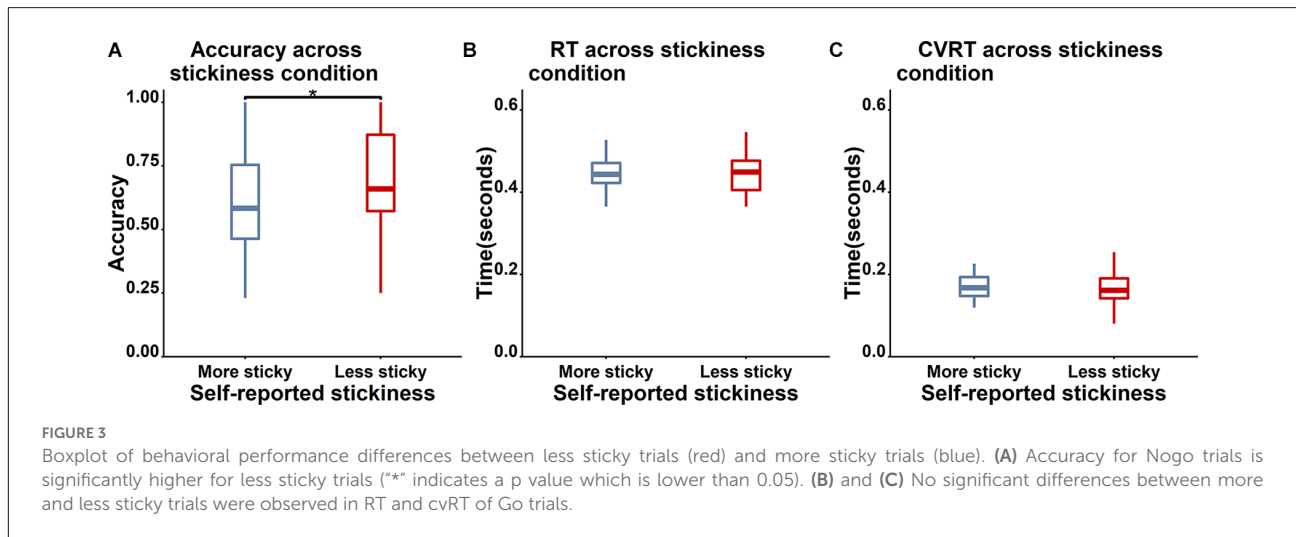 A
Accuracy across
stickiness condition
*
1.00
0.75
0.50
0.25
0.00
Accuracy
More sticky Less sticky
Self-reported stickiness
B
RT across stickiness
condition
0.6
0.4
0.2
0.0
Time(seconds)
More sticky Less sticky
Self-reported stickiness
C
CVRT across stickiness
condition
0.6
0.4
0.2
0.0
Time(seconds)
More sticky Less sticky
Self-reported stickiness
FIGURE 3
Boxplot of behavioral performance differences between less sticky trials (red) and more sticky trials (blue). (A) Accuracy for Nogo trials is
significantly higher for less sticky trials (“*” indicates a p value which is lower than 0.05). (B) and (C) No significant differences between more
and less sticky trials were observed in RT and cvRT of Go trials.